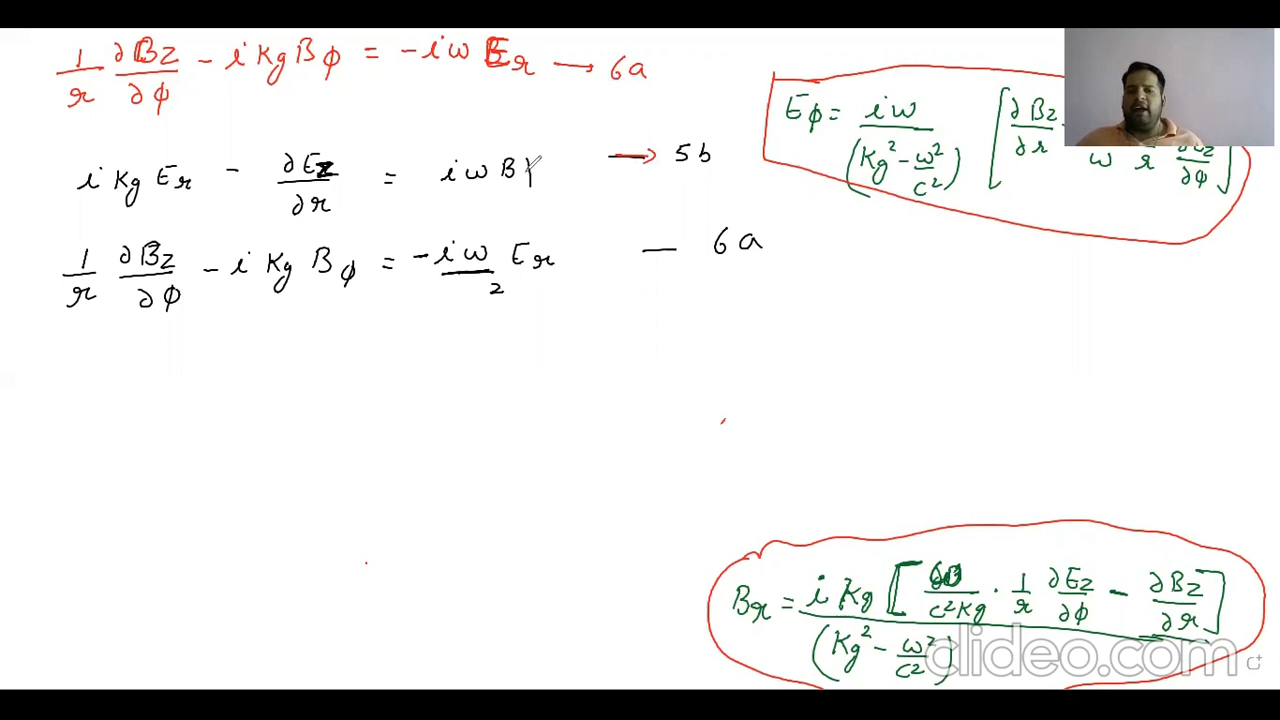 1/r ∂Bz/∂φ - i Kg Bφ = -iω Er → 6a
Eφ = iω/(Kg² - ω²/c²) [∂Bz/∂r ω r ∂φ]
i Kg Er - ∂Ez/∂r = iω B → 5b
1/r ∂Bz/∂φ - i Kg Bφ = -iω/2 Er — 6a
Br = i Kg [ω/c²Kg · 1/r ∂Ez/∂φ - ∂Bz/∂r]/(Kg² - ω²/c²)
clideo.com